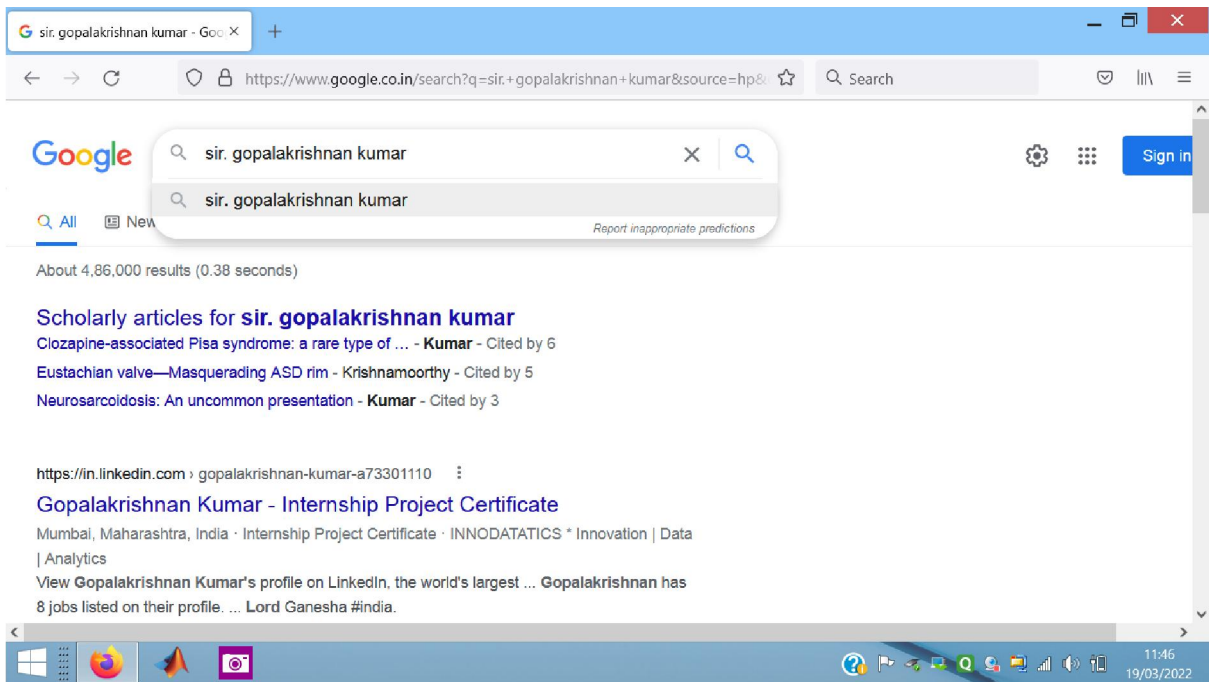 sir. gopalakrishnan kumar - Goo
https://www.google.co.in/search?q=sir.+gopalakrishnan+kumar&source=hp&
Search
Google
sir. gopalakrishnan kumar
Sign in
sir. gopalakrishnan kumar
Report inappropriate predictions
All
New
About 4,86,000 results (0.38 seconds)
Scholarly articles for sir. gopalakrishnan kumar
Clozapine-associated Pisa syndrome: a rare type of ... - Kumar - Cited by 6
Eustachian valve—Masquerading ASD rim - Krishnamoorthy - Cited by 5
Neurosarcoidosis: An uncommon presentation - Kumar - Cited by 3
https://in.linkedin.com › gopalakrishnan-kumar-a73301110
Gopalakrishnan Kumar - Internship Project Certificate
Mumbai, Maharashtra, India · Internship Project Certificate · INNODATATICS * Innovation | Data
| Analytics
View Gopalakrishnan Kumar's profile on LinkedIn, the world's largest ... Gopalakrishnan has
8 jobs listed on their profile. ... Lord Ganesha #india.
11:46
19/03/2022